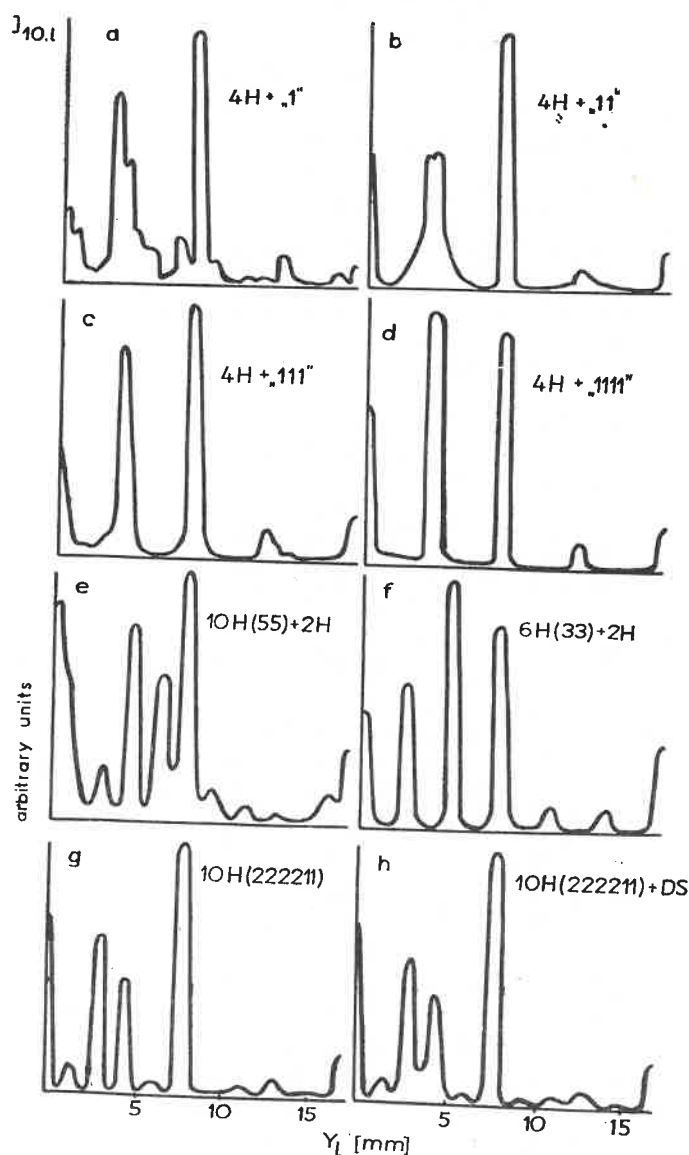 J10.l
a
4H + „1"
b
4H + „11"
c
4H + „111"
d
4H + „1111"
e
10H(55)+2H
f
6H(33)+2H
arbitrary units
g
10H(222211)
h
10H(222211)+DS
5 10 15
5 10 15
YL [mm]